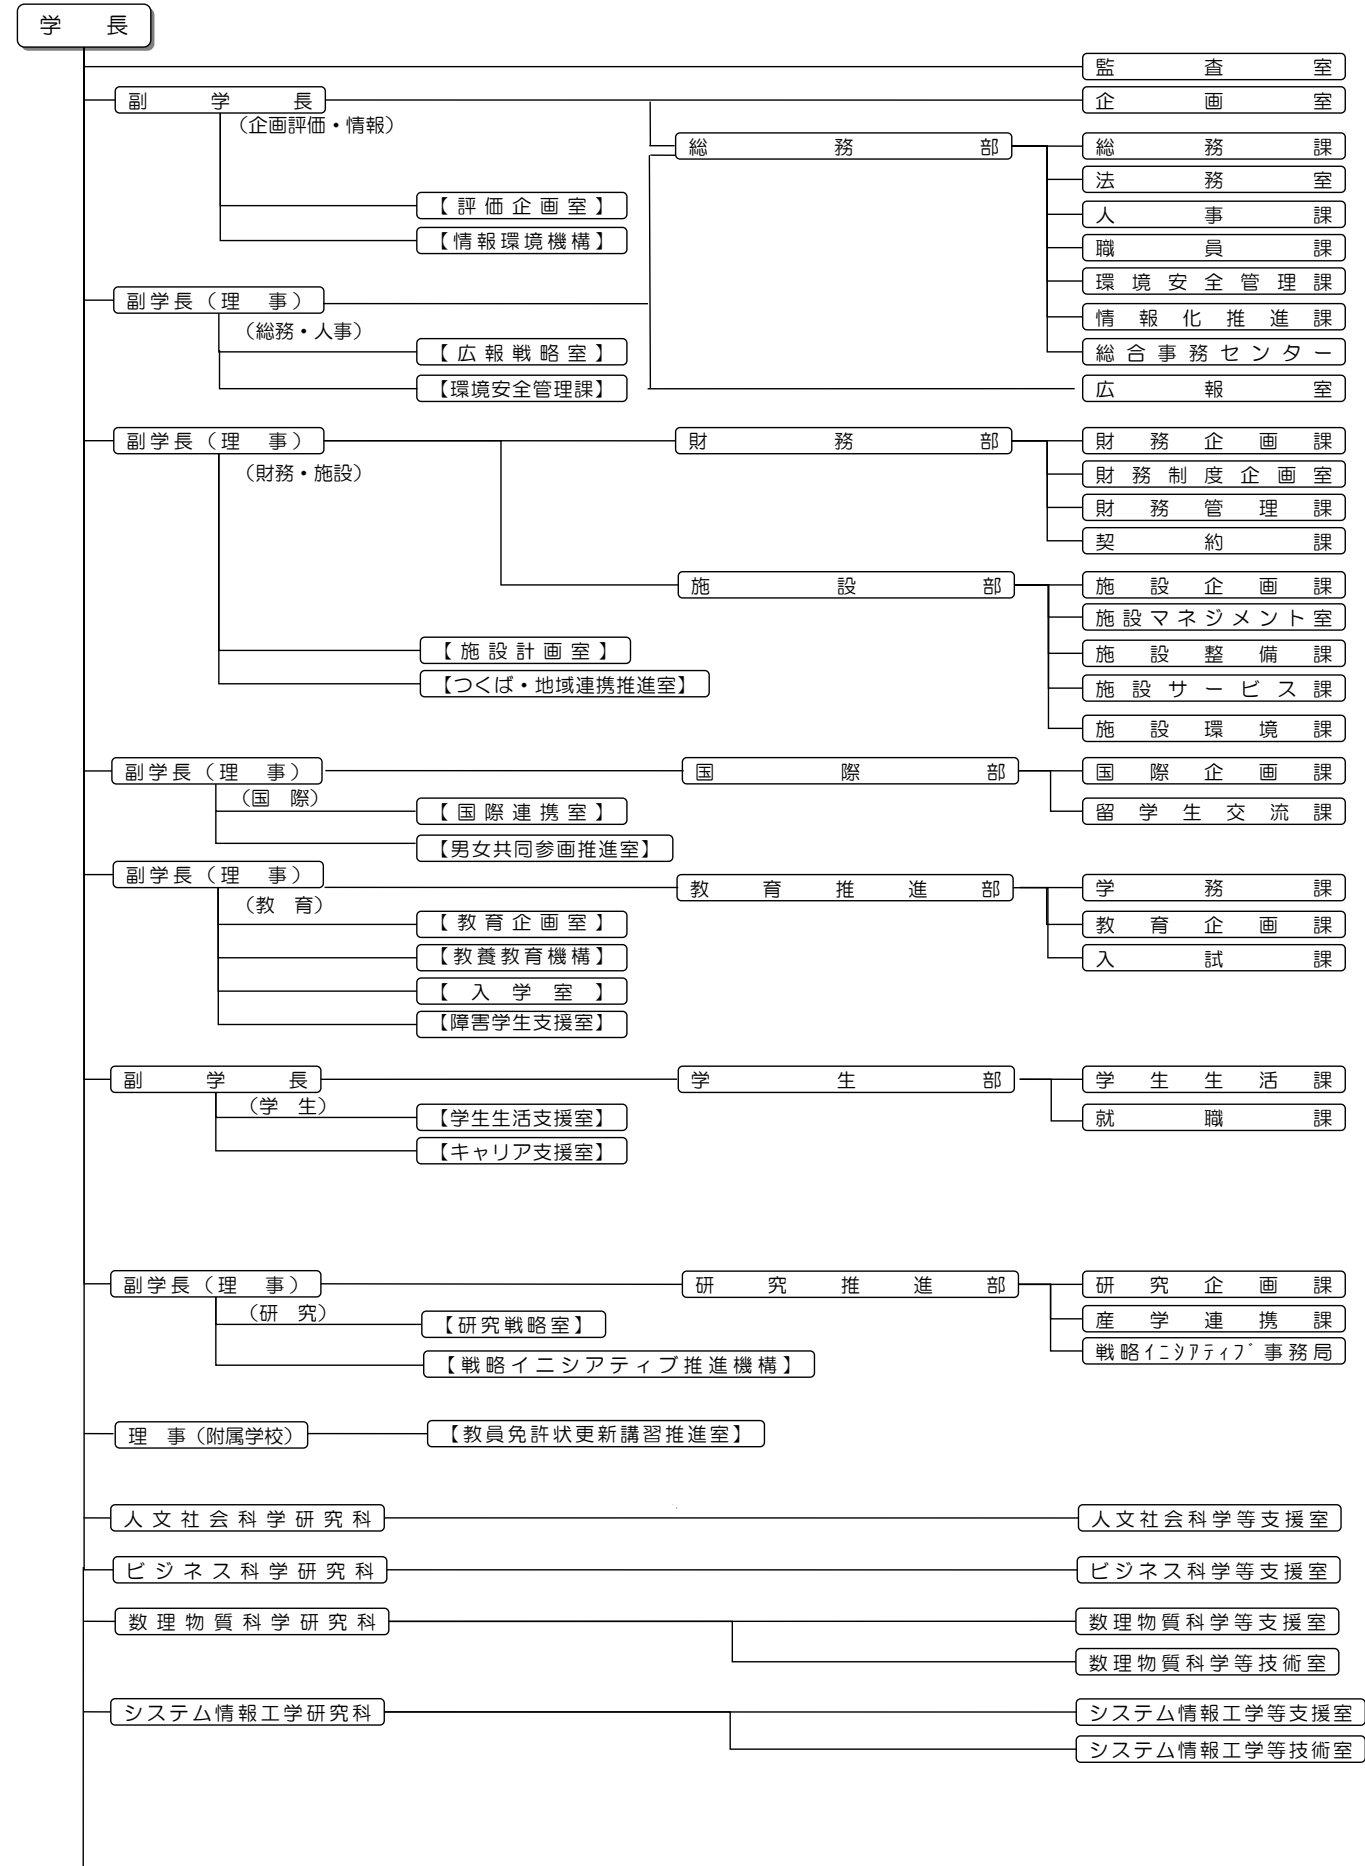 学　長
監査室
副学長
企画室
（企画評価・情報）
総務部
総務課
法務室
【評価企画室】
人事課
【情報環境機構】
職員課
環境安全管理課
副学長（理　事）
情報化推進課
（総務・人事）
【広報戦略室】
総合事務センター
【環境安全管理課】
広報室
副学長（理　事）
財務部
財務企画課
（財務・施設）
財務制度企画室
財務管理課
契約課
施設部
施設企画課
施設マネジメント室
【施設計画室】
施設整備課
【つくば・地域連携推進室】
施設サービス課
施設環境課
副学長（理　事）
国際部
国際企画課
（国　際）
【国際連携室】
留学生交流課
【男女共同参画推進室】
副学長（理　事）
教育推進部
学務課
（教　育）
【教育企画室】
教育企画課
【教養教育機構】
入試課
【入学室】
【障害学生支援室】
副学長
学生部
学生生活課
（学　生）
【学生生活支援室】
就職課
【キャリア支援室】
副学長（理　事）
研究推進部
研究企画課
（研　究）
【研究戦略室】
産学連携課
戦略ｲﾆｼｱﾃｨﾌﾞ事務局
【戦略イニシアティブ推進機構】
理　事（附属学校）
【教員免許状更新講習推進室】
人文社会科学研究科
人文社会科学等支援室
ビジネス科学研究科
ビジネス科学等支援室
数理物質科学研究科
数理物質科学等支援室
数理物質科学等技術室
システム情報工学研究科
システム情報工学等支援室
システム情報工学等技術室